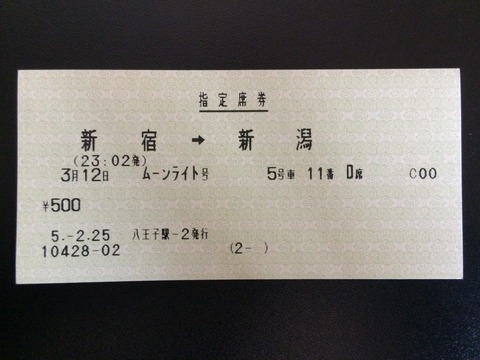 指定席券
新宿 → 新潟
(23:02発)
3月12日 ムーンライト号 5号車 11番 D席 C00
¥500
5.-2.25 八王子駅-2発行
10428-02 (2- )